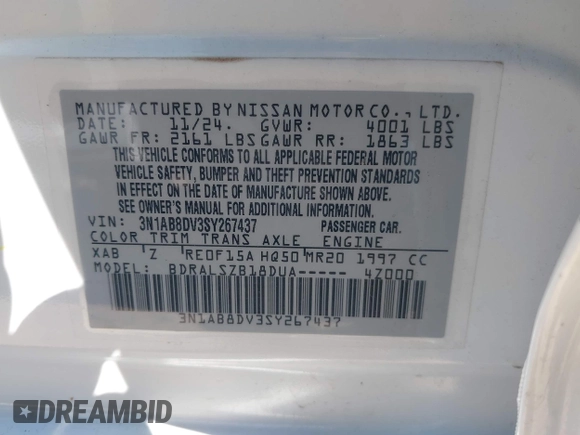 MANUFACTURED BY NISSAN MOTOR CO., LTD.
DATE: 11/24. GVWR: 4001 LBS
GAWR FR: 2161 LBS GAWR RR: 1863 LBS
THIS VEHICLE CONFORMS TO ALL APPLICABLE FEDERAL MOTOR
VEHICLE SAFETY, BUMPER AND THEFT PREVENTION STANDARDS
IN EFFECT ON THE DATE OF MANUFACTURE SHOWN ABOVE.
SEE OWNER'S MANUAL FOR ADDITIONAL INFORMATION.
VIN: 3N1AB8DV3SY267437 PASSENGER CAR.
COLOR TRIM TRANS AXLE ENGINE
XAB 'Z 'RE0F15A HQ50 MR20 1997 CC
MODEL: BDRALSZB18DUA----- 4Z000
3N1AB8DV3SY267437
DREAMBID